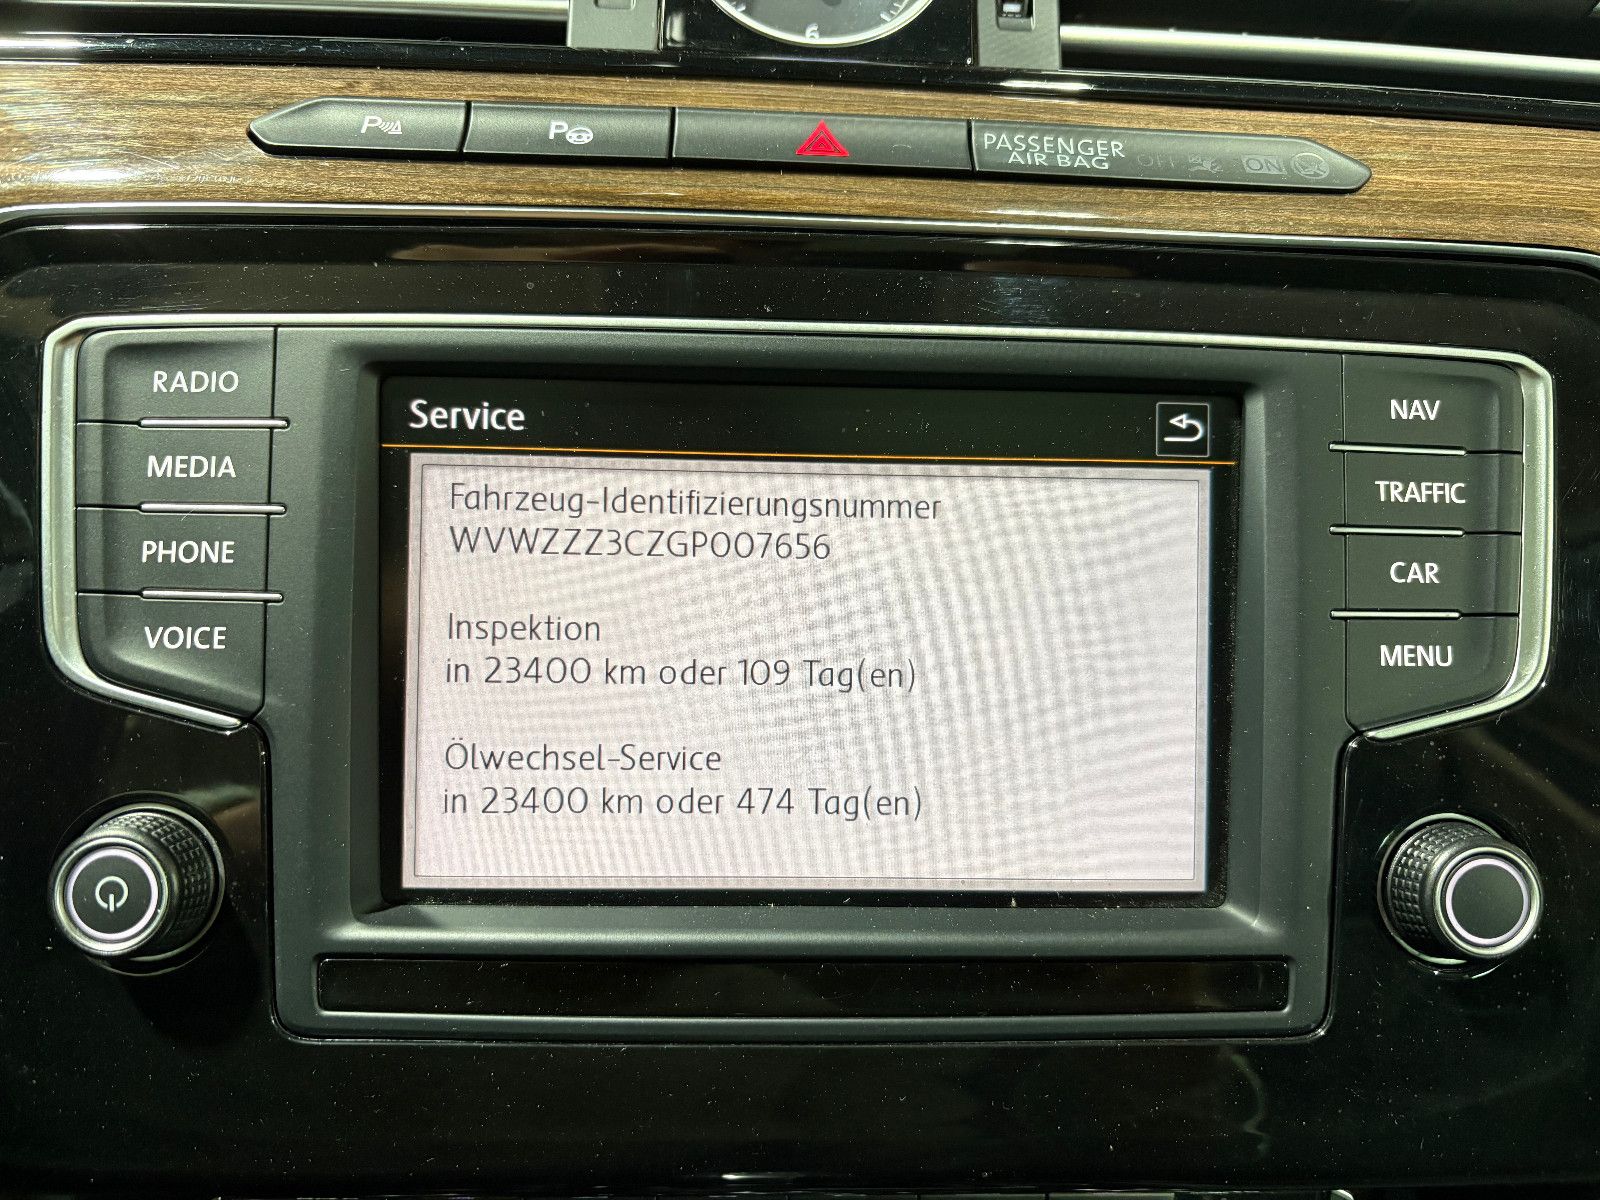 6
P
P
PASSENGER
AIR BAG OFF ON
RADIO
MEDIA
PHONE
VOICE
Service
Fahrzeug-Identifizierungsnummer
WVWZZZ3CZGP007656
Inspektion
in 23400 km oder 109 Tag(en)
Ölwechsel-Service
in 23400 km oder 474 Tag(en)
NAV
TRAFFIC
CAR
MENU